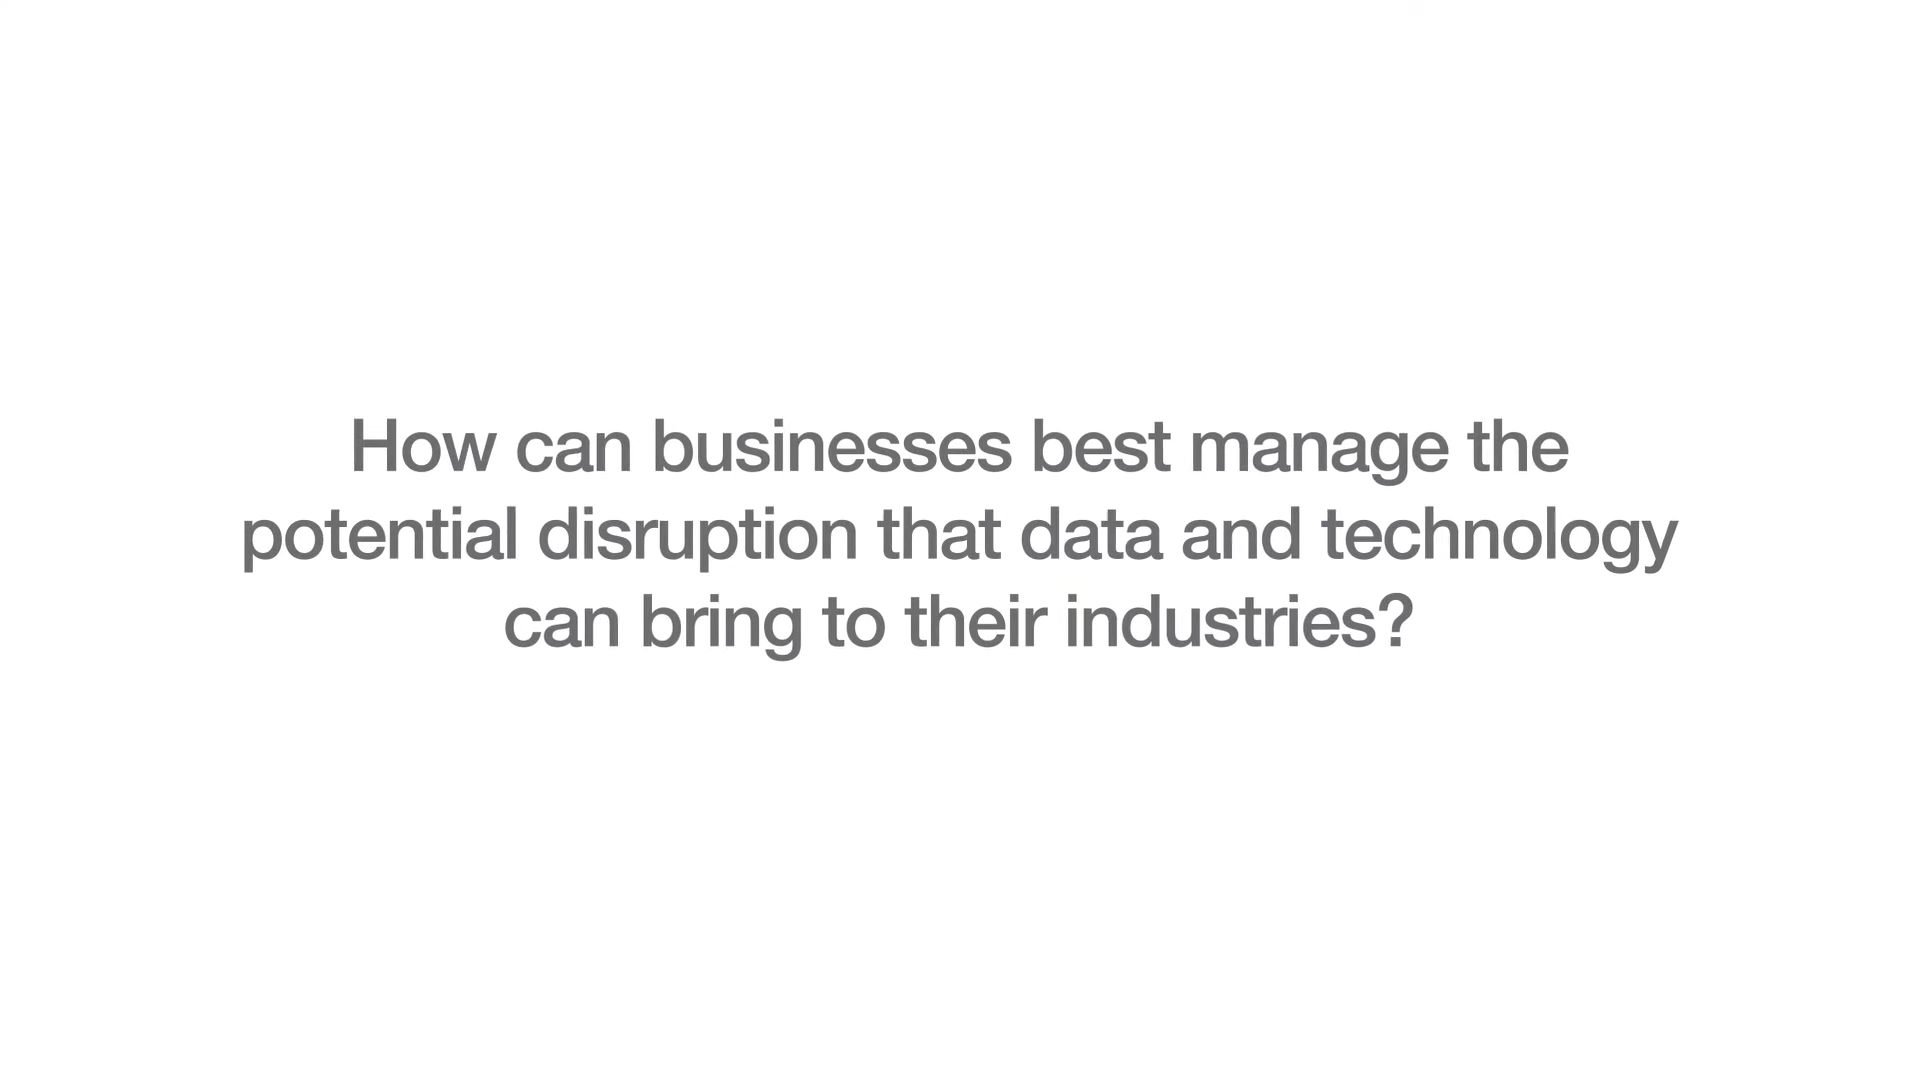 How can businesses best manage the
potential disruption that data and technology
can bring to their industries?